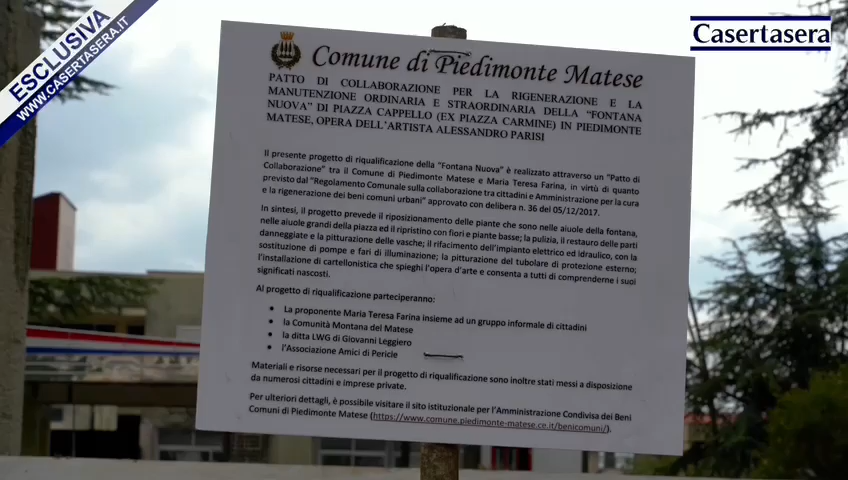 ESCLUSIVA
WWW.CASERTASERA.IT
Casertasera
Comune di Piedimonte Matese
PATTO DI COLLABORAZIONE PER LA RIGENERAZIONE E LA
MANUTENZIONE ORDINARIA E STRAORDINARIA DELLA “FONTANA
NUOVA” DI PIAZZA CAPPELLO (EX PIAZZA CARMINE) IN PIEDIMONTE
MATESE, OPERA DELL'ARTISTA ALESSANDRO PARISI
Il presente progetto di riqualificazione della "Fontana Nuova" è realizzato attraverso un "Patto di
Collaborazione" tra il Comune di Piedimonte Matese e Maria Teresa Farina, in virtù di quanto
previsto dal "Regolamento Comunale sulla collaborazione tra cittadini e Amministrazione per la cura
e la rigenerazione dei beni comuni urbani" approvato con delibera n. 36 del 05/12/2017.
In sintesi, il progetto prevede il riposizionamento delle piante che sono nelle aiuole della fontana,
nelle aiuole grandi della piazza ed il ripristino con fiori e piante basse; la pulizia, il restauro delle parti
danneggiate e la pitturazione delle vasche; il rifacimento dell'impianto elettrico ed idraulico, con la
sostituzione di pompe e fari di illuminazione; la pitturazione del tubolare di protezione esterno;
l'installazione di cartellonistica che spieghi l'opera d'arte e consenta a tutti di comprenderne i suoi
significati nascosti.
Al progetto di riqualificazione parteciperanno:
• La proponente Maria Teresa Farina insieme ad un gruppo informale di cittadini
• la Comunità Montana del Matese
• la ditta LWG di Giovanni Leggiero
• l'Associazione Amici di Pericle
Materiali e risorse necessari per il progetto di riqualificazione sono inoltre stati messi a disposizione
da numerosi cittadini e imprese private.
Per ulteriori dettagli, è possibile visitare il sito istituzionale per l'Amministrazione Condivisa dei Beni
Comuni di Piedimonte Matese (https://www.comune.piedimonte-matese.ce.it/benicomuni/).